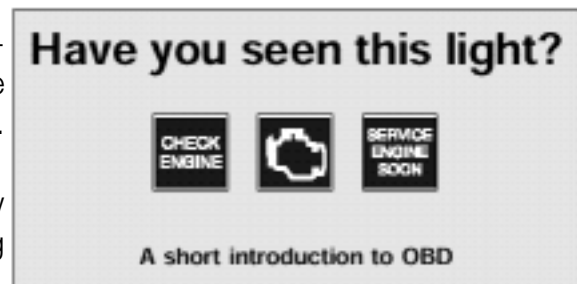 Have you seen this light?
CHECK
ENGINE
SERVICE
ENGINE
SOON
A short introduction to OBD